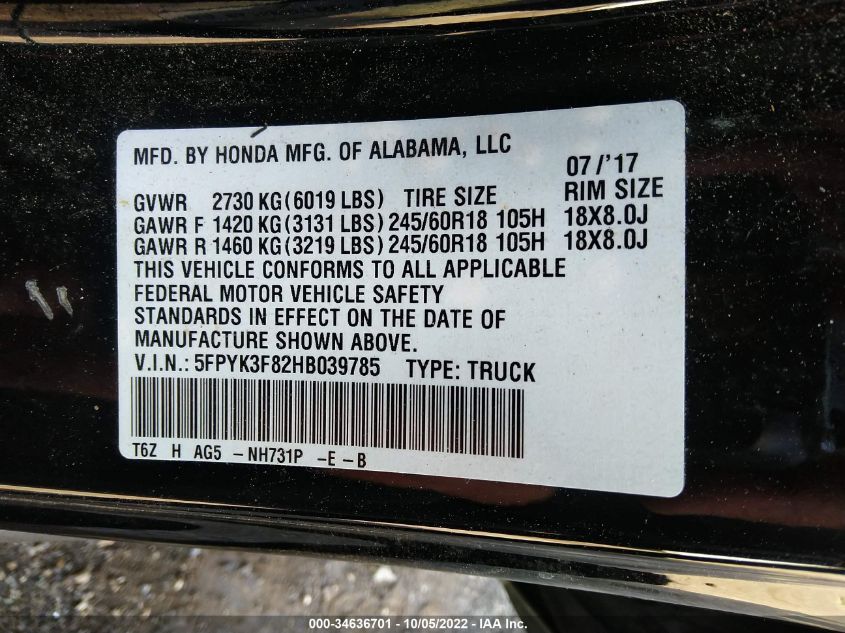 MFD. BY HONDA MFG. OF ALABAMA, LLC 07/'17
GVWR 2730 KG(6019 LBS) TIRE SIZE RIM SIZE
GAWR F 1420 KG(3131 LBS) 245/60R18 105H 18X8.0J
GAWR R 1460 KG(3219 LBS) 245/60R18 105H 18X8.0J
THIS VEHICLE CONFORMS TO ALL APPLICABLE
FEDERAL MOTOR VEHICLE SAFETY
STANDARDS IN EFFECT ON THE DATE OF
MANUFACTURE SHOWN ABOVE.
V.I.N.: 5FPYK3F82HB039785 TYPE: TRUCK
T6Z H AG5 -NH731P -E-B
000-34636701 - 10/05/2022 - IAA Inc.